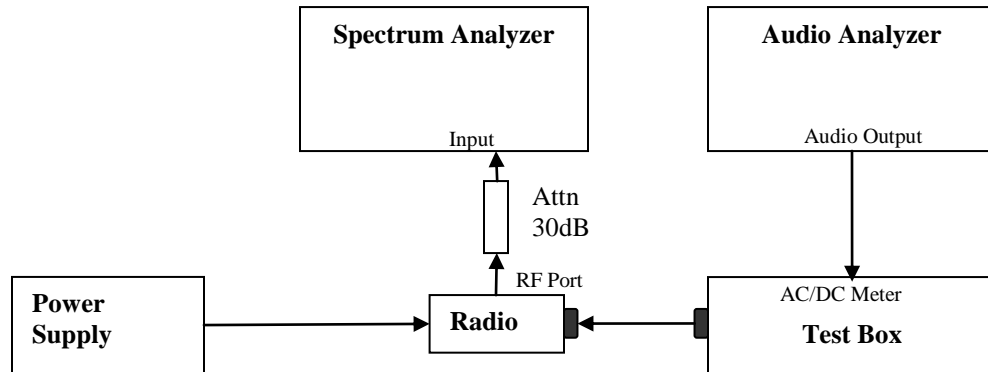 Spectrum Analyzer
Input
Audio Analyzer
Audio Output
Attn
30dB
RF Port
Power
Supply
Radio
AC/DC Meter
Test Box